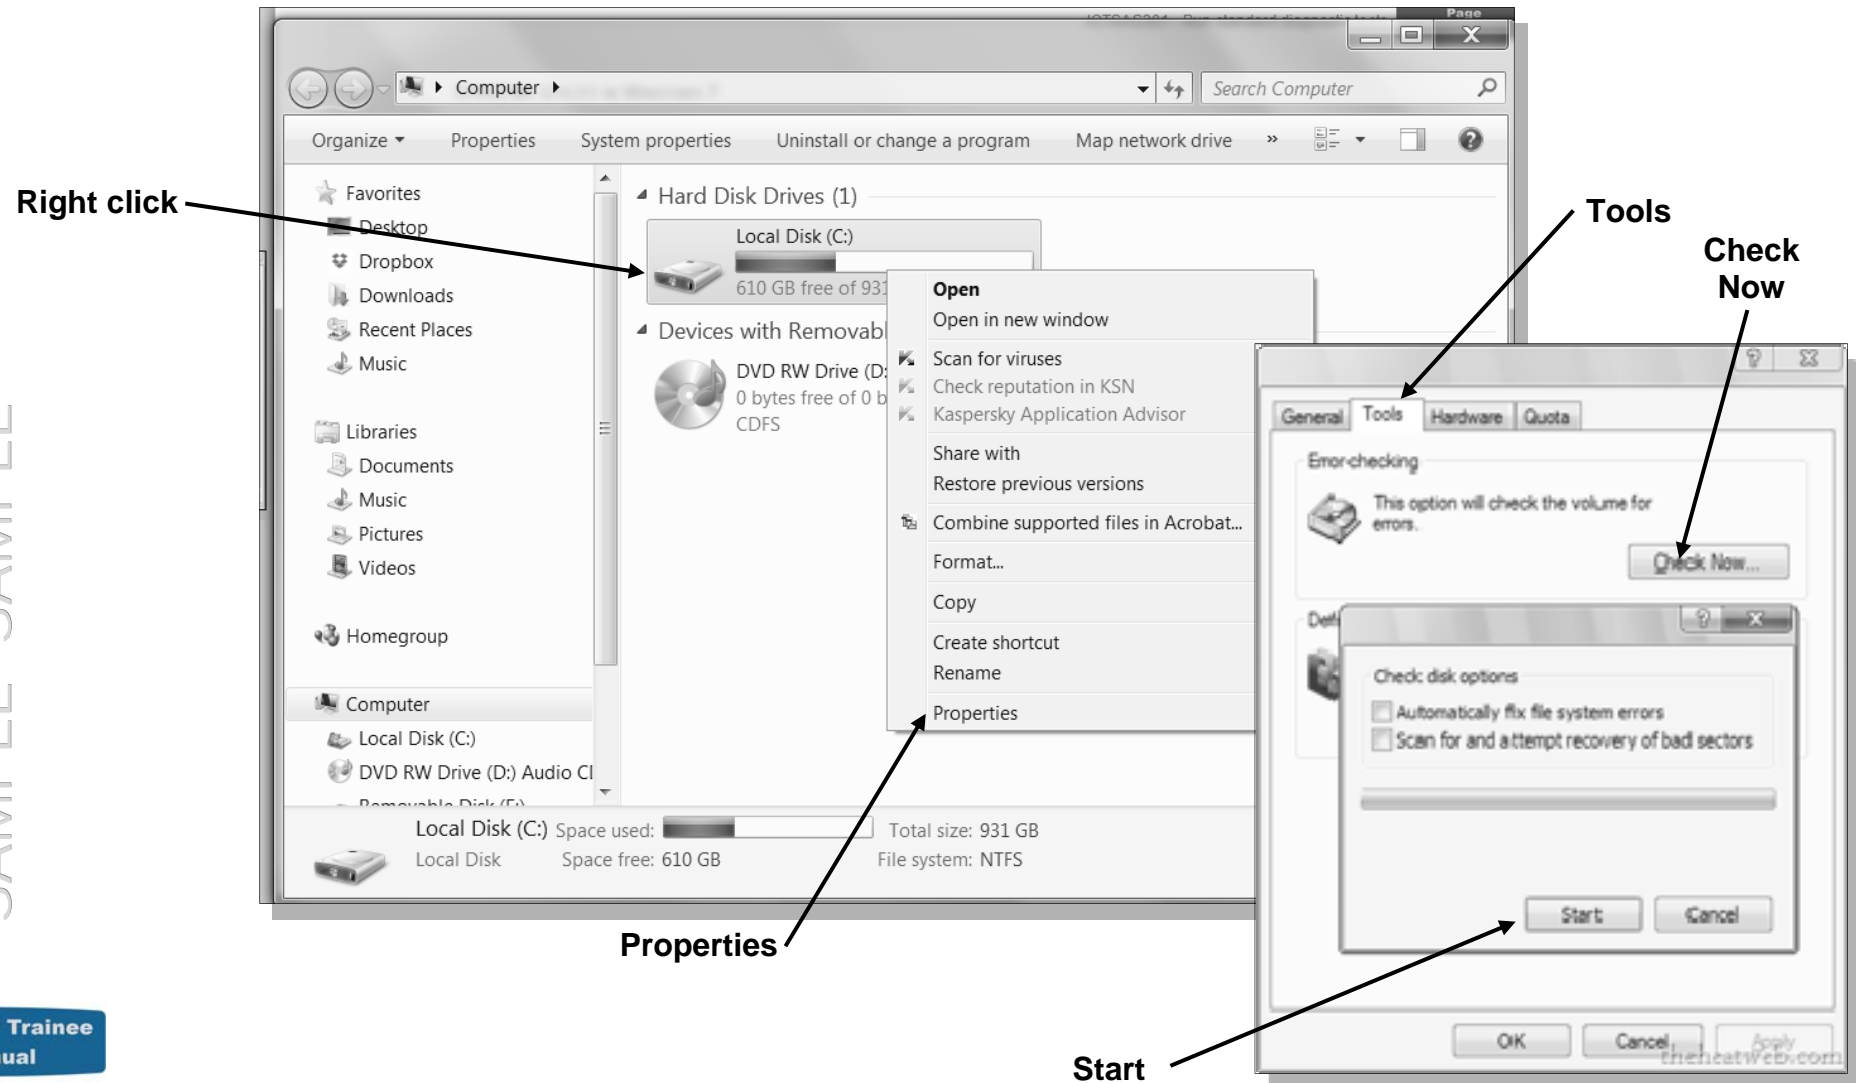 Page
Computer
Search Computer
Organize Properties System properties Uninstall or change a program Map network drive »
Right click
Favorites
Desktop
Dropbox
Downloads
Recent Places
Music
Libraries
Documents
Music
Pictures
Videos
Homegroup
Computer
Local Disk (C:)
DVD RW Drive (D:) Audio
Removable Disk
Hard Disk Drives (1)
Local Disk (C:)
610 GB free of 931
Devices with
DVD RW Drive (D:
0 bytes free of 0
CDFS
Open
Open in new window
Scan for viruses
Check reputation in KSN
Kaspersky Application Advisor
Share with
Restore previous versions
Combine supported files in Acrobat...
Format...
Copy
Create shortcut
Rename
Properties
Local Disk (C:) Space used: Total size: 931 GB
Local Disk Space free: 610 GB File system: NTFS
Properties
Tools
Check
Now
General Tools Hardware Quota
Error-checking
This option will check the volume for
errors.
Check Now...
Check disk options
Automatically fix file system errors
Scan for and attempt recovery of bad sectors
Start Cancel
Start
OK Cancel Apply
theheatweb.com
SAMPLE SAMPLE
Trainee